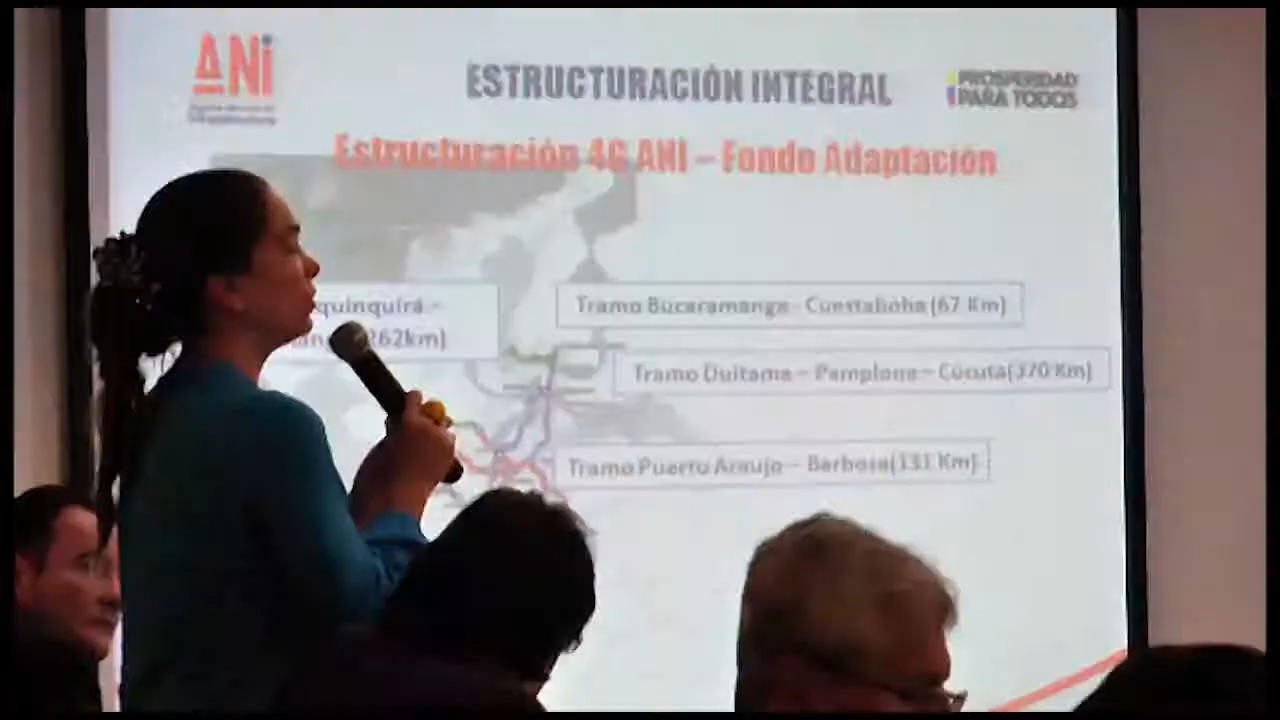 ANi
ESTRUCTURACIÓN INTEGRAL
PROSPERIDAD
PARA TODOS
Estructuración 4G ANI – Fondo Adaptación
quinquirá –
262km)
Tramo Bucaramanga - Cuestaboba (67 Km)
Tramo Duitama – Pamplona – Cúcuta(370 Km)
Tramo Puerto Araujo – Barbosa(131 Km)